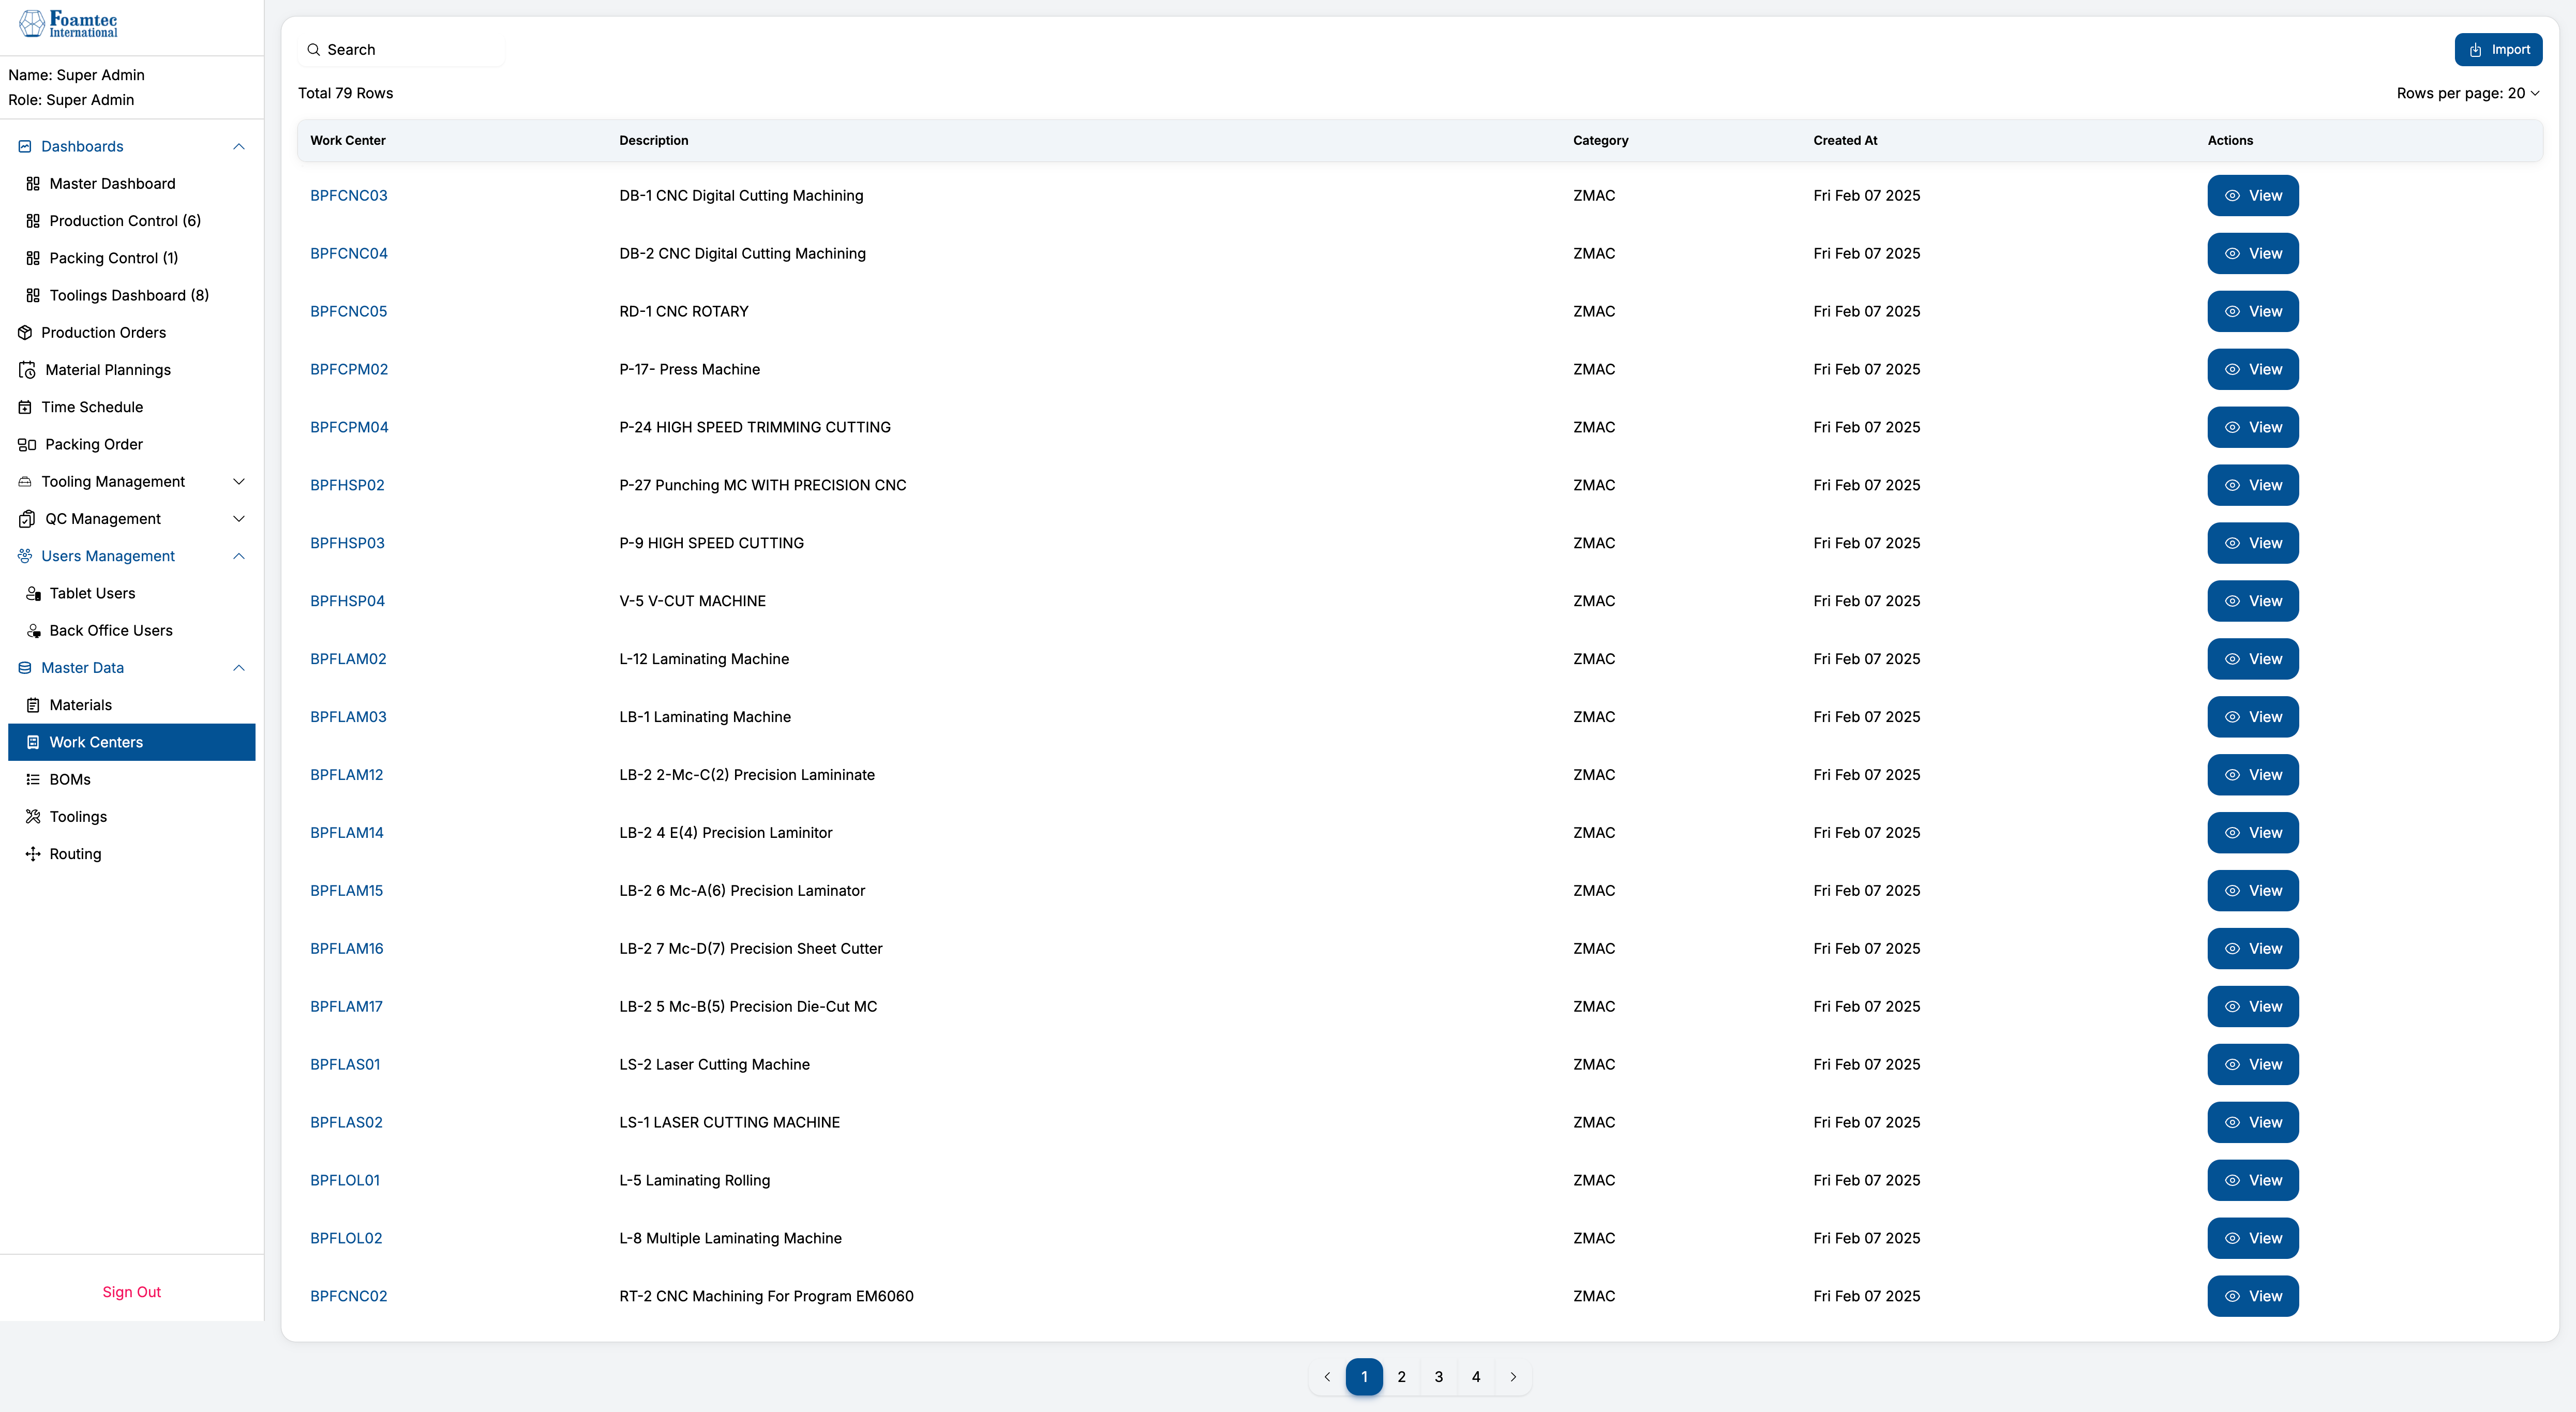 Foamtec
International
Name: Super Admin
Role: Super Admin
Dashboards
Master Dashboard
Production Control (6)
Packing Control (1)
Toolings Dashboard (8)
Production Orders
Material Plannings
Time Schedule
Packing Order
Tooling Management
QC Management
Users Management
Tablet Users
Back Office Users
Master Data
Materials
Work Centers
BOMs
Toolings
Routing
Sign Out
Search
Import
Total 79 Rows
Rows per page: 20
Work Center Description Category Created At Actions
BPFCNC03 DB-1 CNC Digital Cutting Machining ZMAC Fri Feb 07 2025 View
BPFCNC04 DB-2 CNC Digital Cutting Machining ZMAC Fri Feb 07 2025 View
BPFCNC05 RD-1 CNC ROTARY ZMAC Fri Feb 07 2025 View
BPFCPM02 P-17- Press Machine ZMAC Fri Feb 07 2025 View
BPFCPM04 P-24 HIGH SPEED TRIMMING CUTTING ZMAC Fri Feb 07 2025 View
BPFHSP02 P-27 Punching MC WITH PRECISION CNC ZMAC Fri Feb 07 2025 View
BPFHSP03 P-9 HIGH SPEED CUTTING ZMAC Fri Feb 07 2025 View
BPFHSP04 V-5 V-CUT MACHINE ZMAC Fri Feb 07 2025 View
BPFLAM02 L-12 Laminating Machine ZMAC Fri Feb 07 2025 View
BPFLAM03 LB-1 Laminating Machine ZMAC Fri Feb 07 2025 View
BPFLAM12 LB-2 2-Mc-C(2) Precision Lamininate ZMAC Fri Feb 07 2025 View
BPFLAM14 LB-2 4 E(4) Precision Laminitor ZMAC Fri Feb 07 2025 View
BPFLAM15 LB-2 6 Mc-A(6) Precision Laminator ZMAC Fri Feb 07 2025 View
BPFLAM16 LB-2 7 Mc-D(7) Precision Sheet Cutter ZMAC Fri Feb 07 2025 View
BPFLAM17 LB-2 5 Mc-B(5) Precision Die-Cut MC ZMAC Fri Feb 07 2025 View
BPFLAS01 LS-2 Laser Cutting Machine ZMAC Fri Feb 07 2025 View
BPFLAS02 LS-1 LASER CUTTING MACHINE ZMAC Fri Feb 07 2025 View
BPFLOL01 L-5 Laminating Rolling ZMAC Fri Feb 07 2025 View
BPFLOL02 L-8 Multiple Laminating Machine ZMAC Fri Feb 07 2025 View
BPFCNC02 RT-2 CNC Machining For Program EM6060 ZMAC Fri Feb 07 2025 View
1 2 3 4